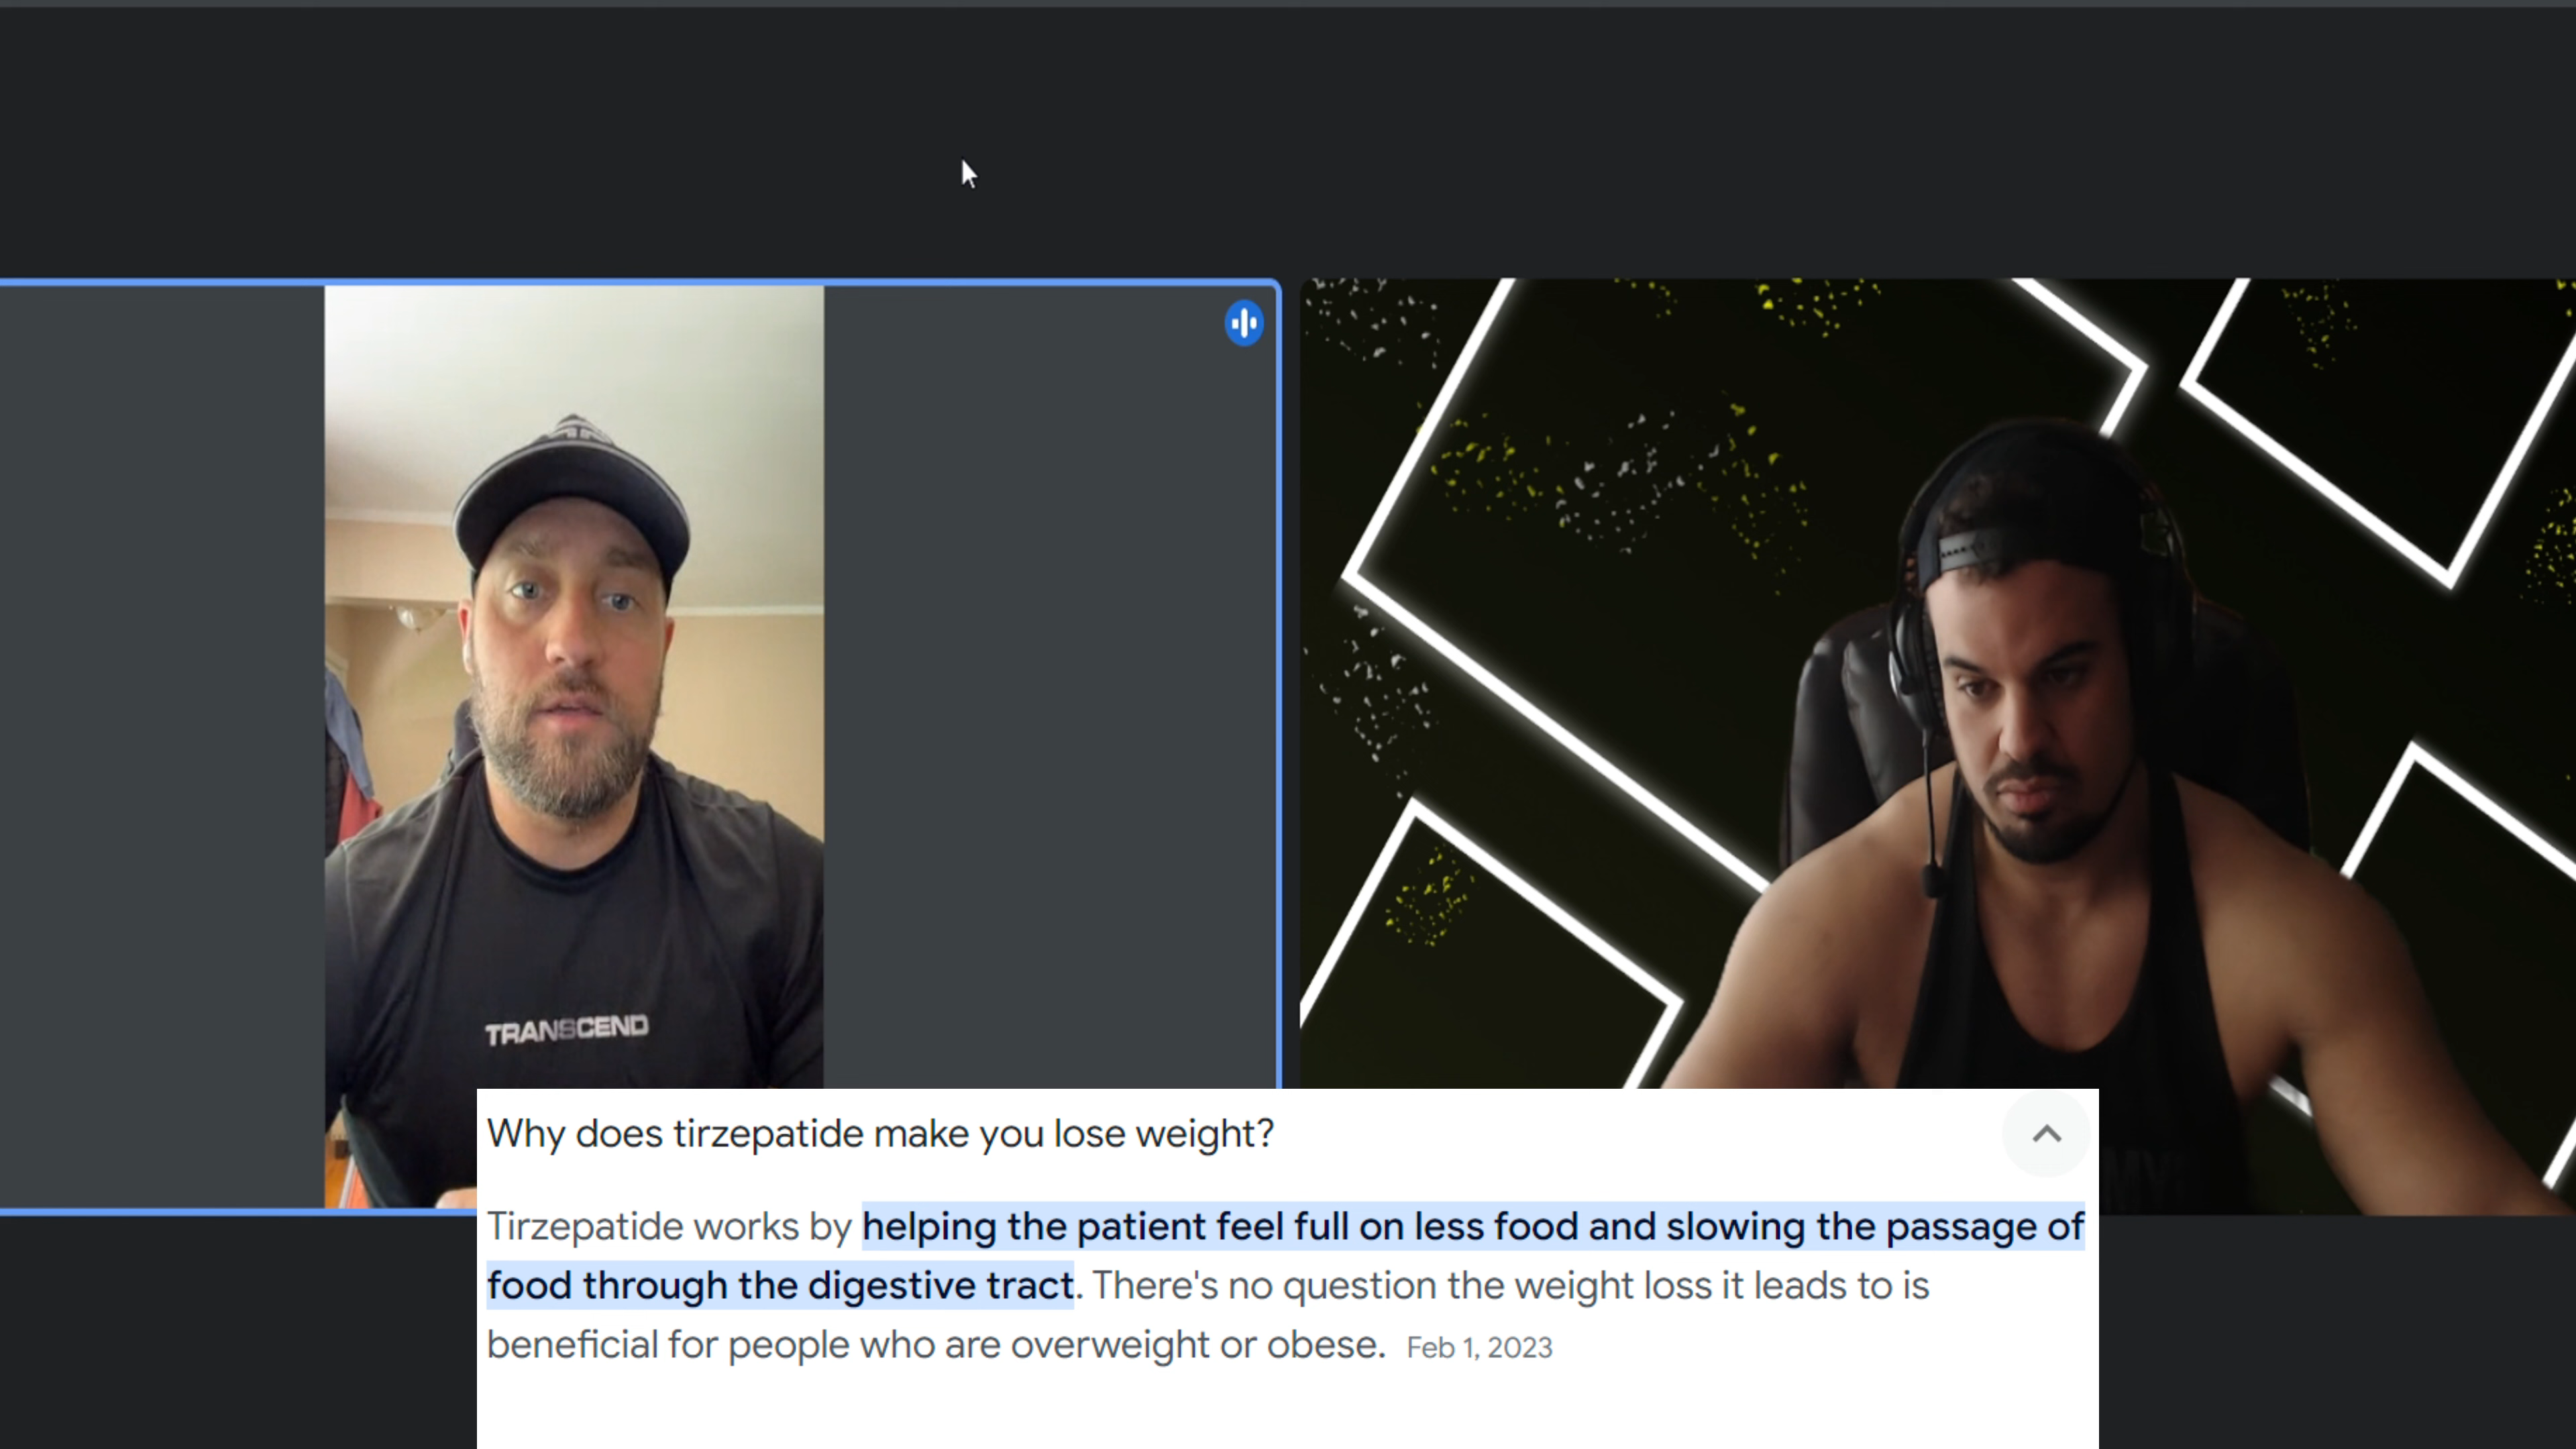 TRANSCEND
Why does tirzepatide make you lose weight?
Tirzepatide works by helping the patient feel full on less food and slowing the passage of
food through the digestive tract. There's no question the weight loss it leads to is
beneficial for people who are overweight or obese. Feb 1, 2023